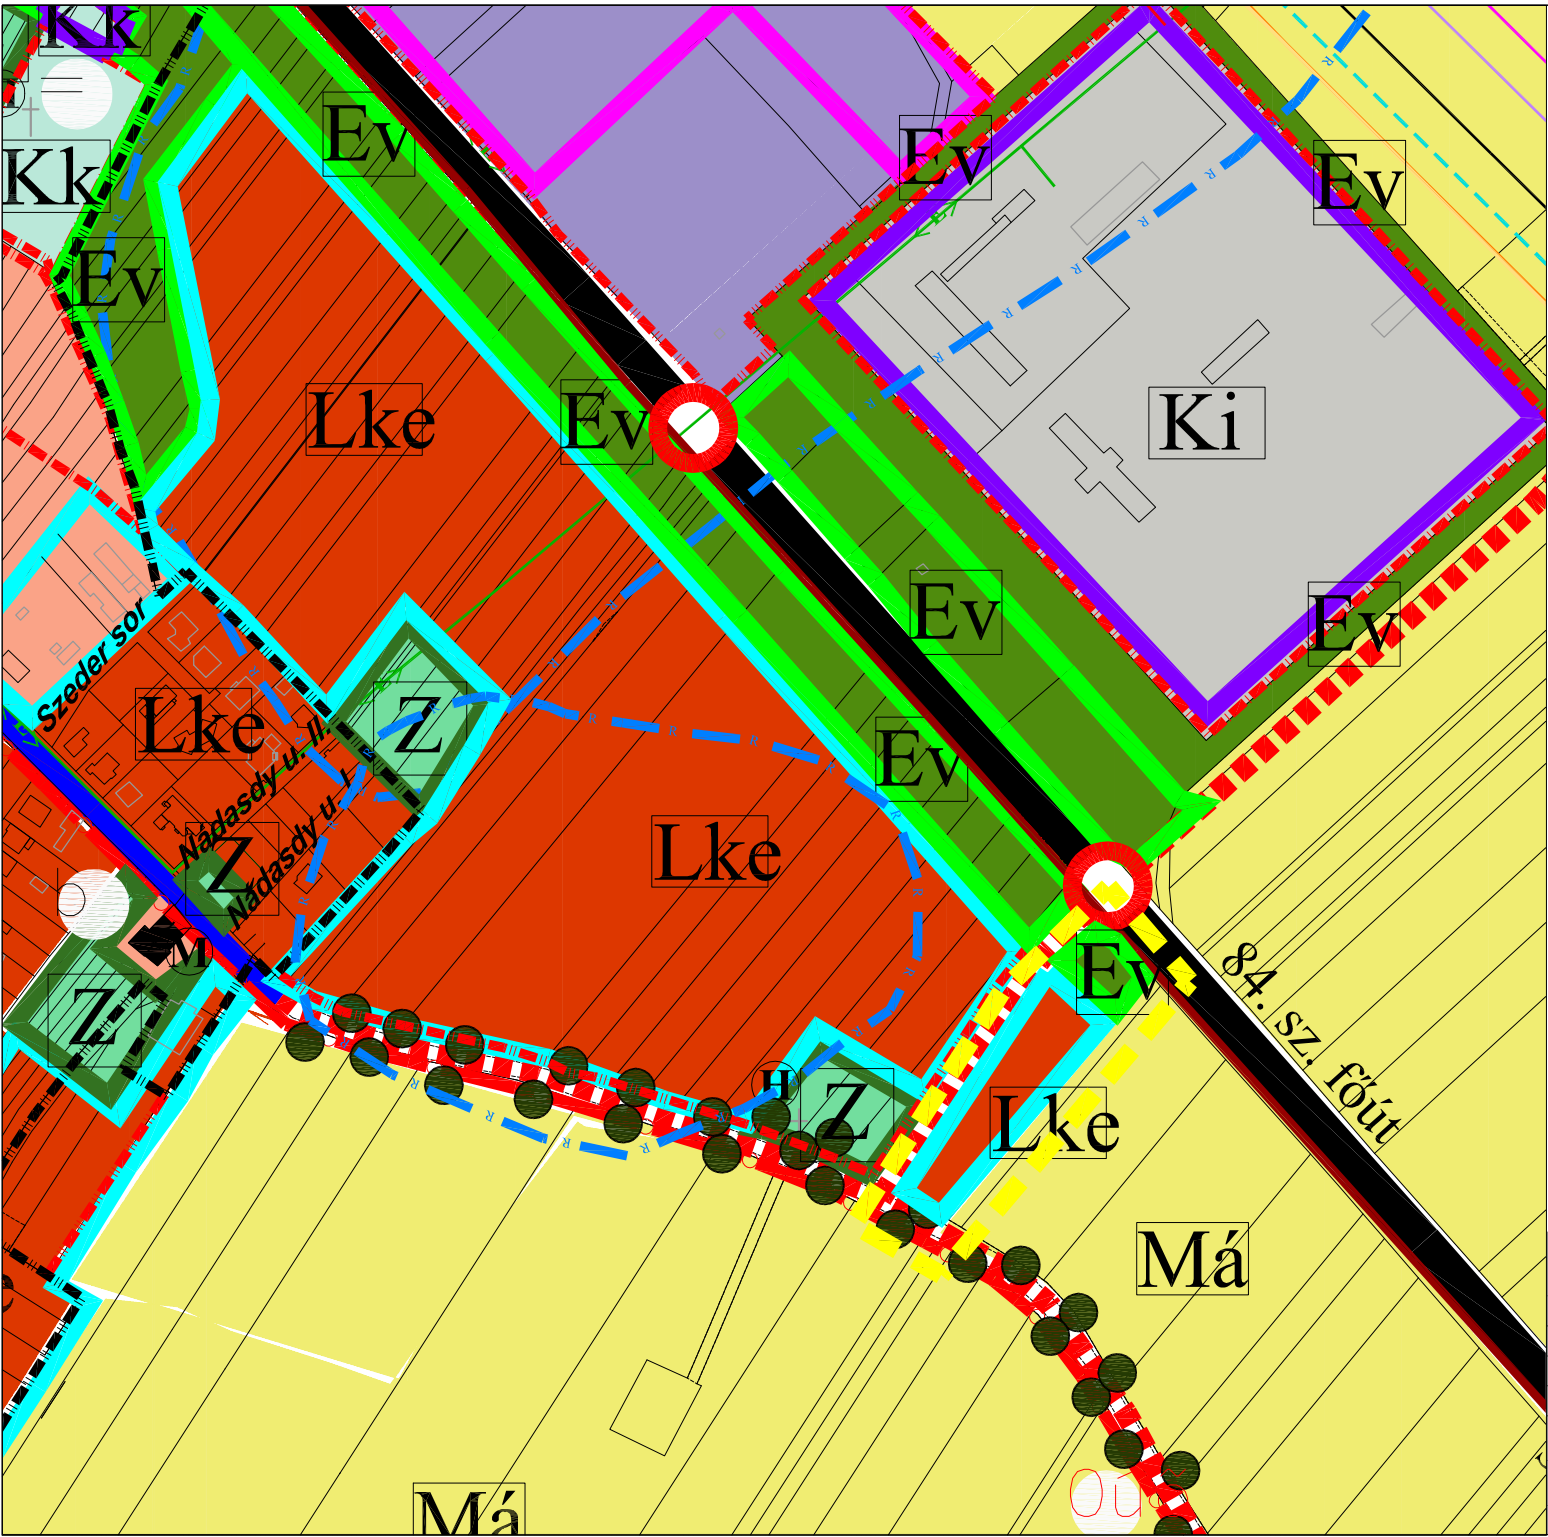 Kk
Ev
Ev
Kk
Ev
Ev
Lke
Ev
Ki
Ev
Ev
Szeder sor
Lke
Z
Nádasdy u. II.
Ev
Nádasdy u. I.
Z
Lke
M
Ev
Z
84. sz. főút
H
Z
Lke
Má
Má
R